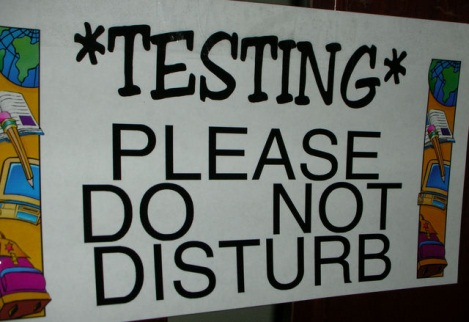 *TESTING*
PLEASE
DO NOT
DISTURB